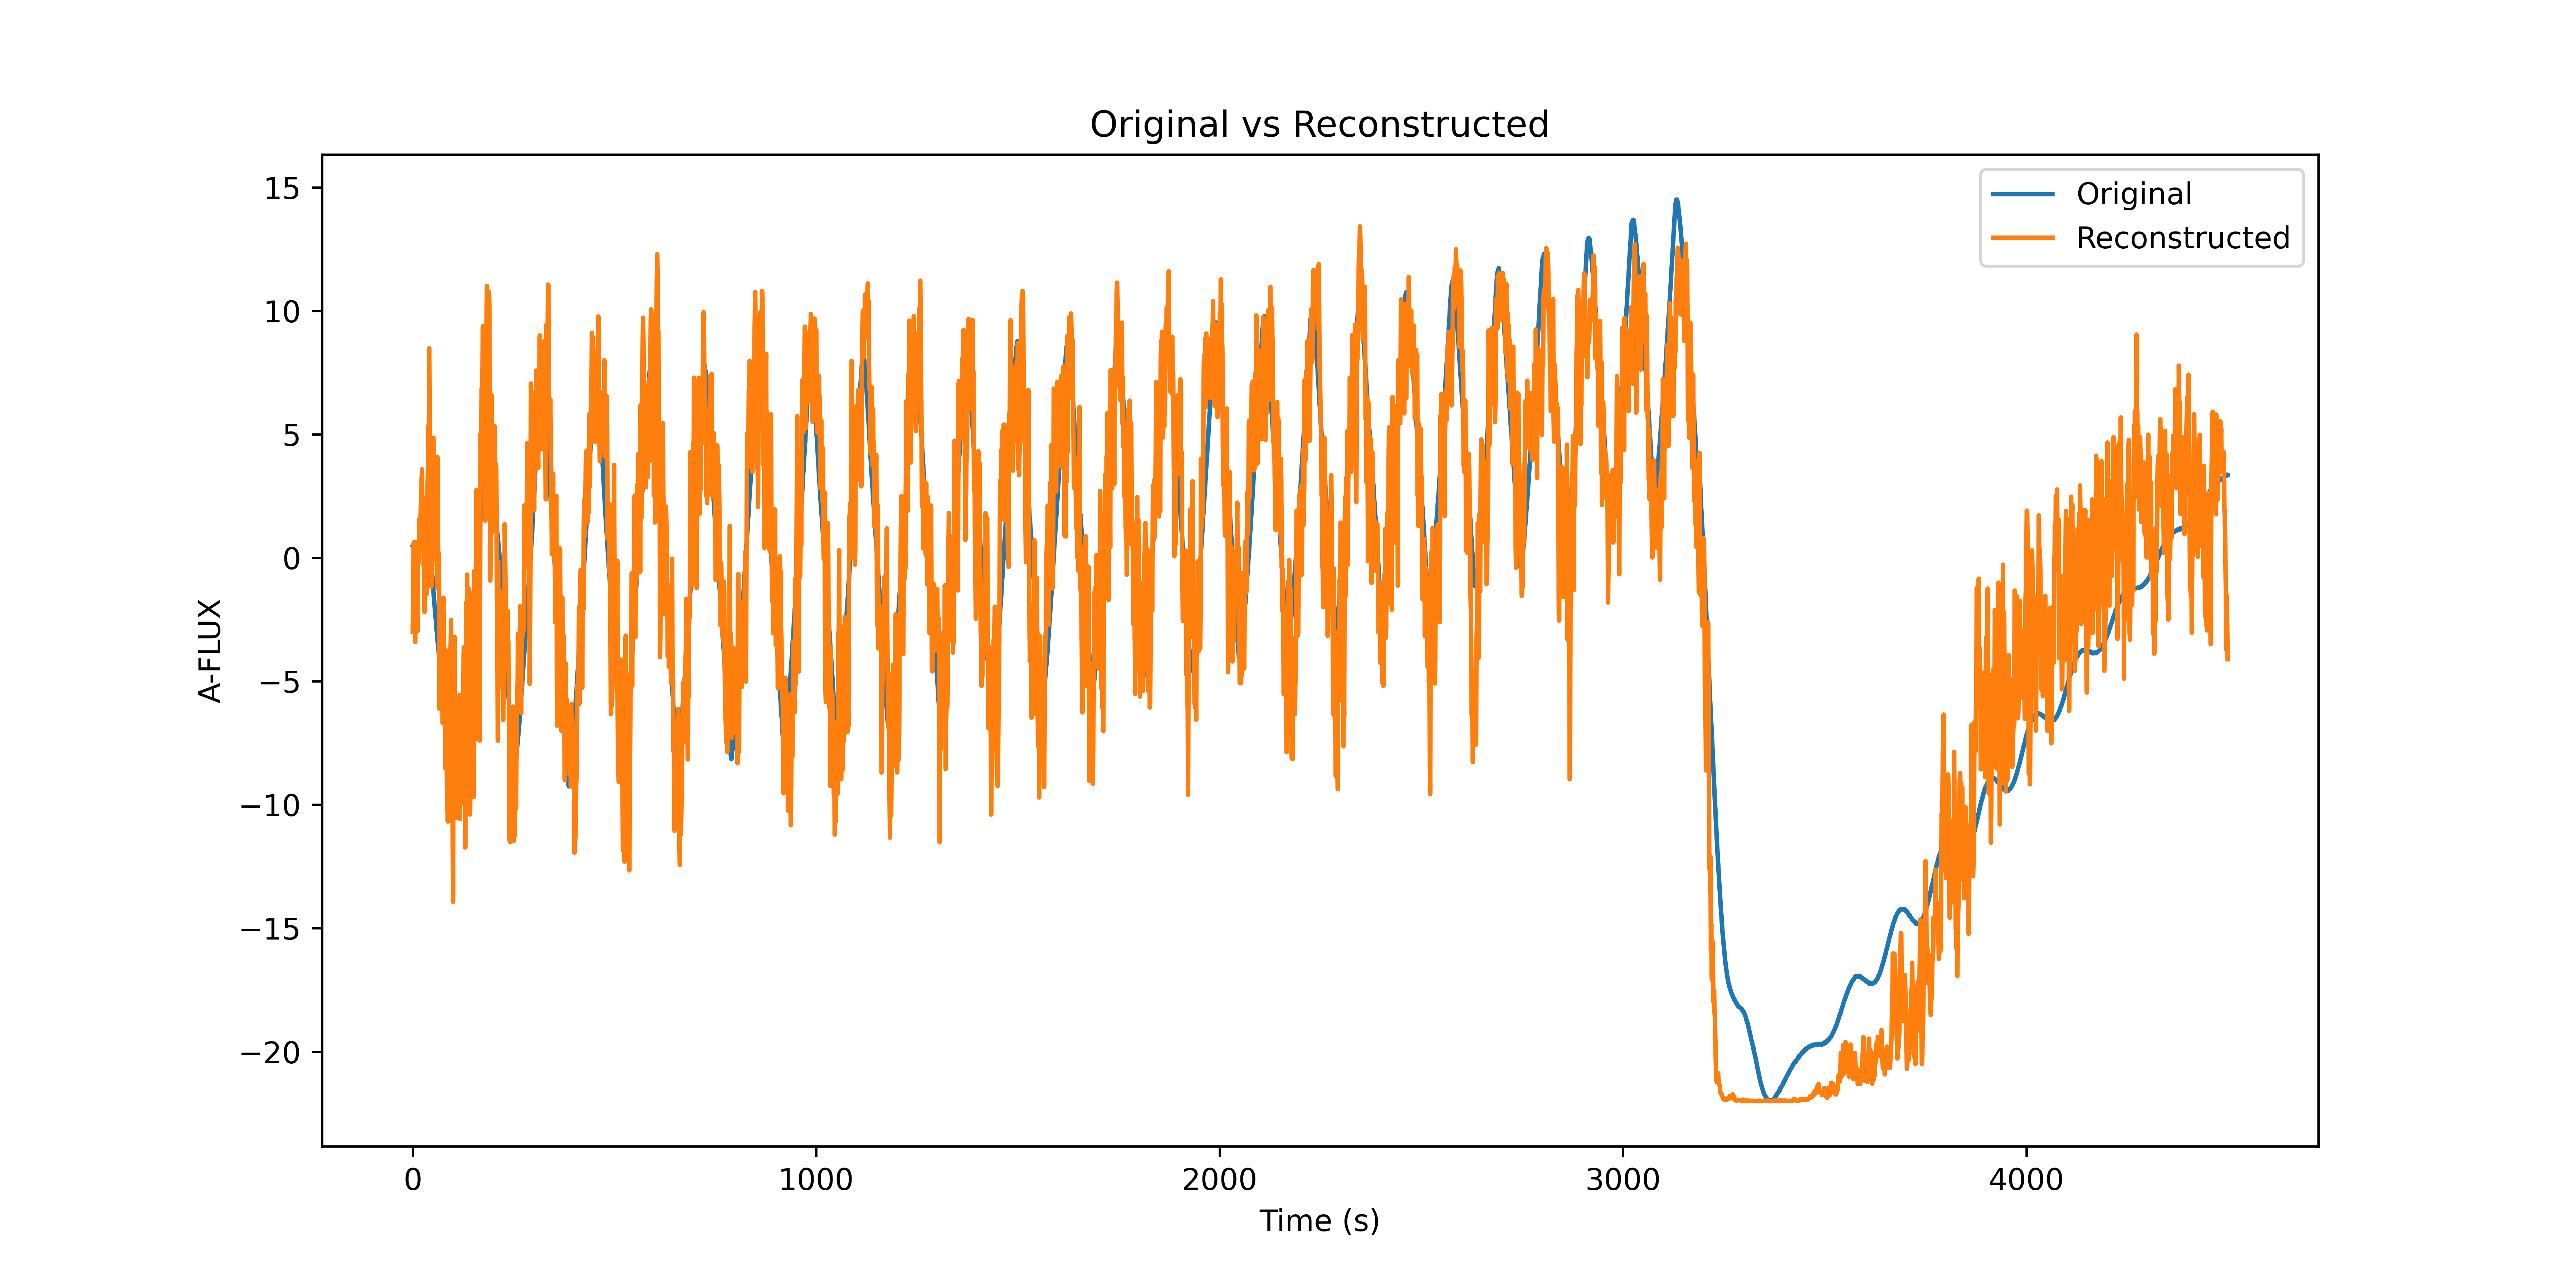 Original vs Reconstructed
Original
Reconstructed
15
10
5
0
−5
−10
−15
−20
A-FLUX
0
1000
2000
3000
4000
Time (s)